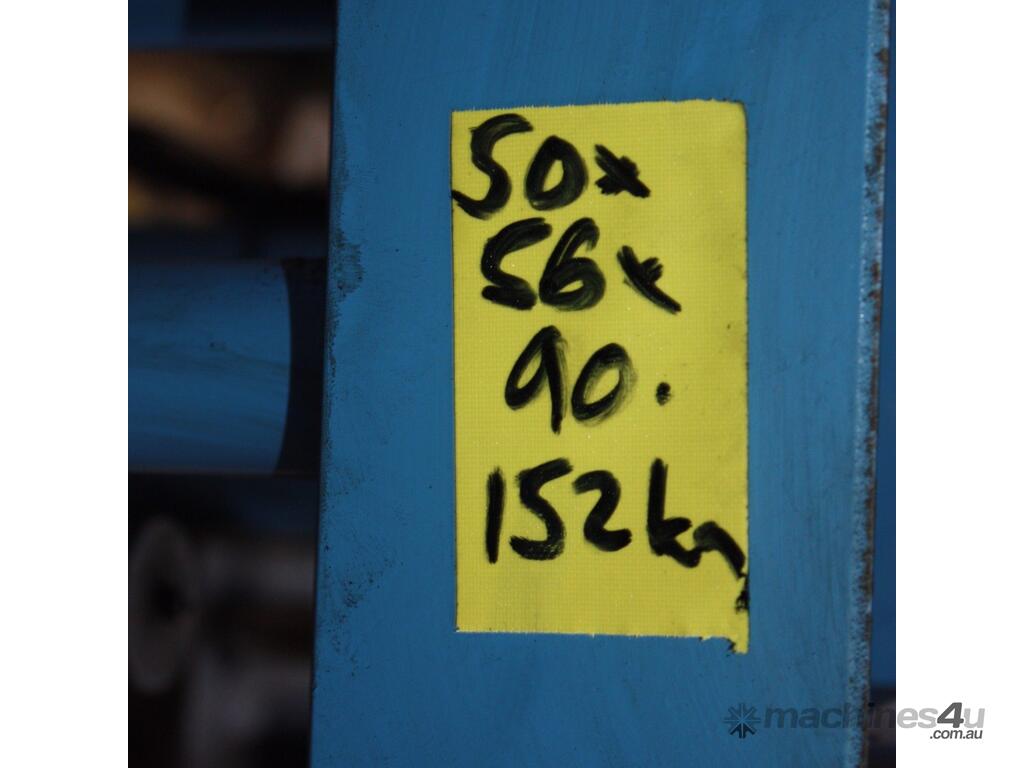 50x
56x
90.
152kg
machines4u
.com.au